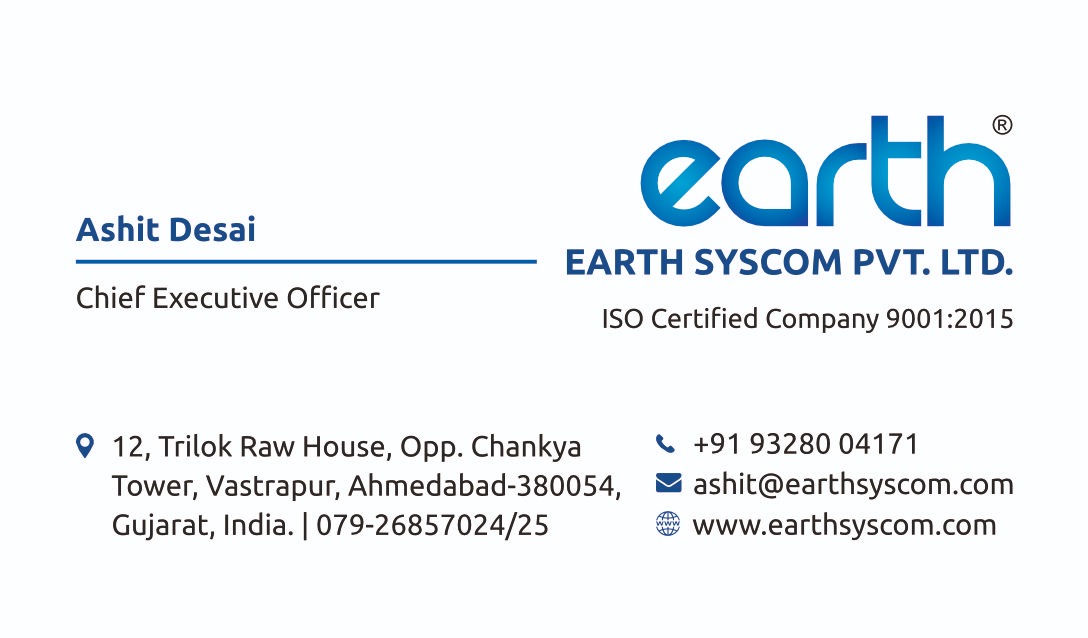 earth®
EARTH SYSCOM PVT. LTD.
ISO Certified Company 9001:2015
Ashit Desai
Chief Executive Officer
12, Trilok Raw House, Opp. Chankya
Tower, Vastrapur, Ahmedabad-380054,
Gujarat, India. | 079-26857024/25
+91 93280 04171
ashit@earthsyscom.com
www
www.earthsyscom.com